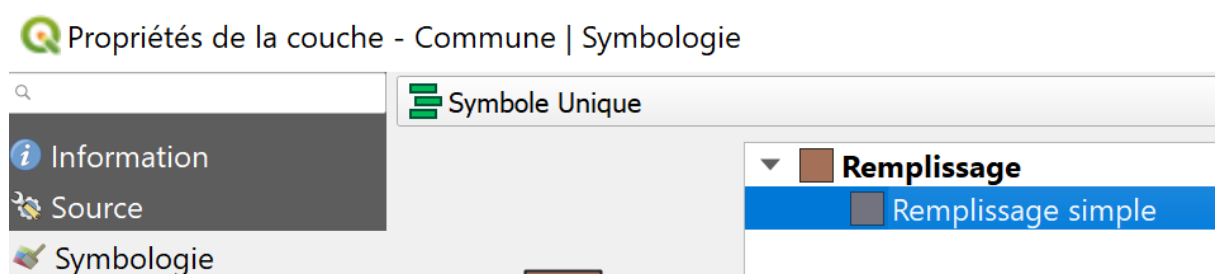 Propriétés de la couche - Commune | Symbologie
Symbole Unique
Information
Remplissage
Source
Remplissage simple
Symbologie